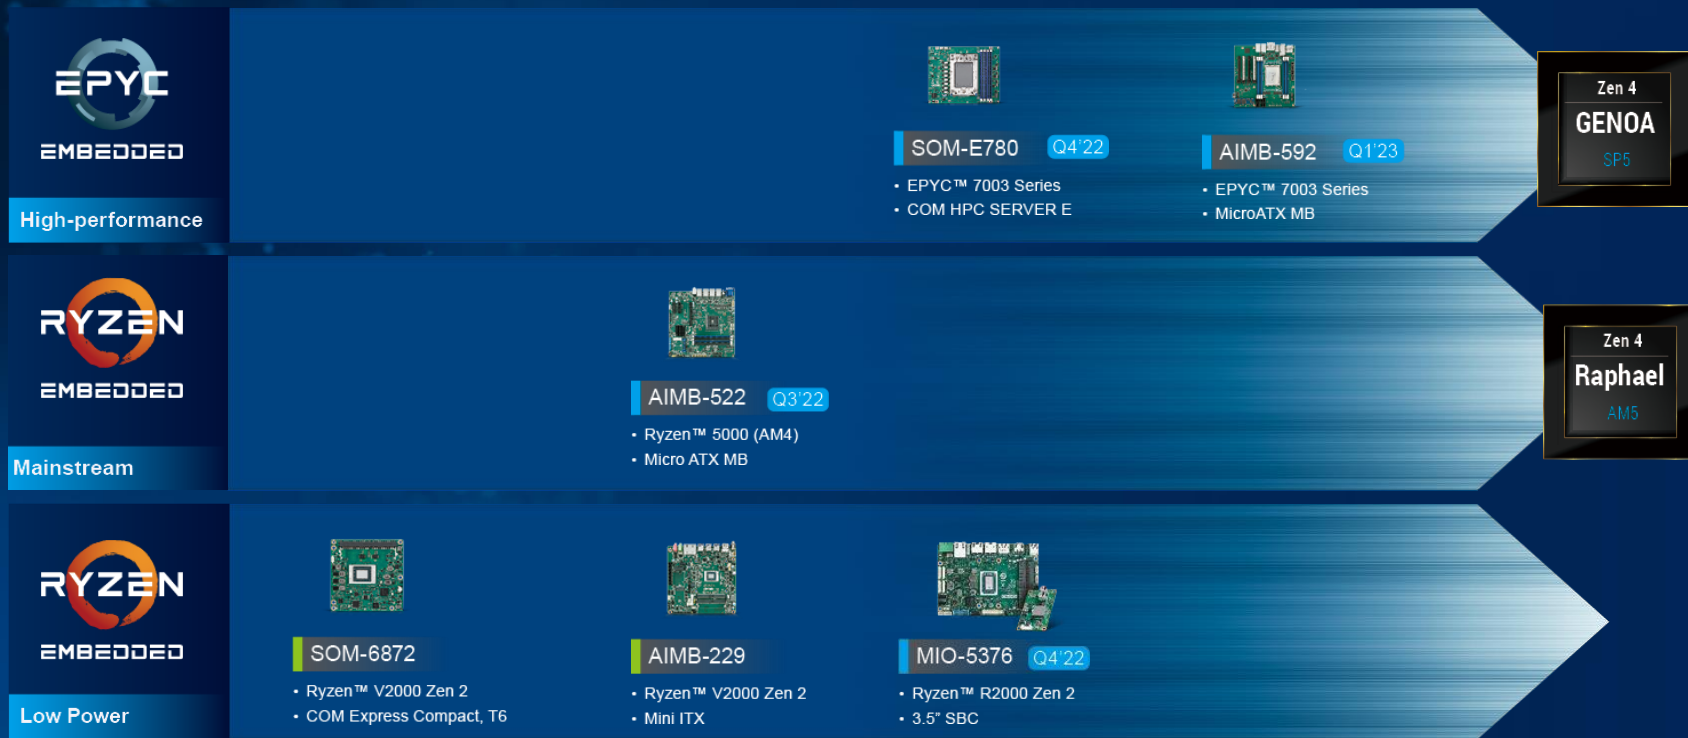 EPYC
EMBEDDED
High-performance
SOM-E780 Q4'22
• EPYC™ 7003 Series
• COM HPC SERVER E
AIMB-592 Q1'23
• EPYC™ 7003 Series
• MicroATX MB
Zen 4
GENOA
SP5
RYZEN
EMBEDDED
Mainstream
AIMB-522 Q3'22
• Ryzen™ 5000 (AM4)
• Micro ATX MB
Zen 4
Raphael
AM5
RYZEN
EMBEDDED
Low Power
SOM-6872
• Ryzen™ V2000 Zen 2
• COM Express Compact, T6
AIMB-229
• Ryzen™ V2000 Zen 2
• Mini ITX
MIO-5376 Q4'22
• Ryzen™ R2000 Zen 2
• 3.5” SBC